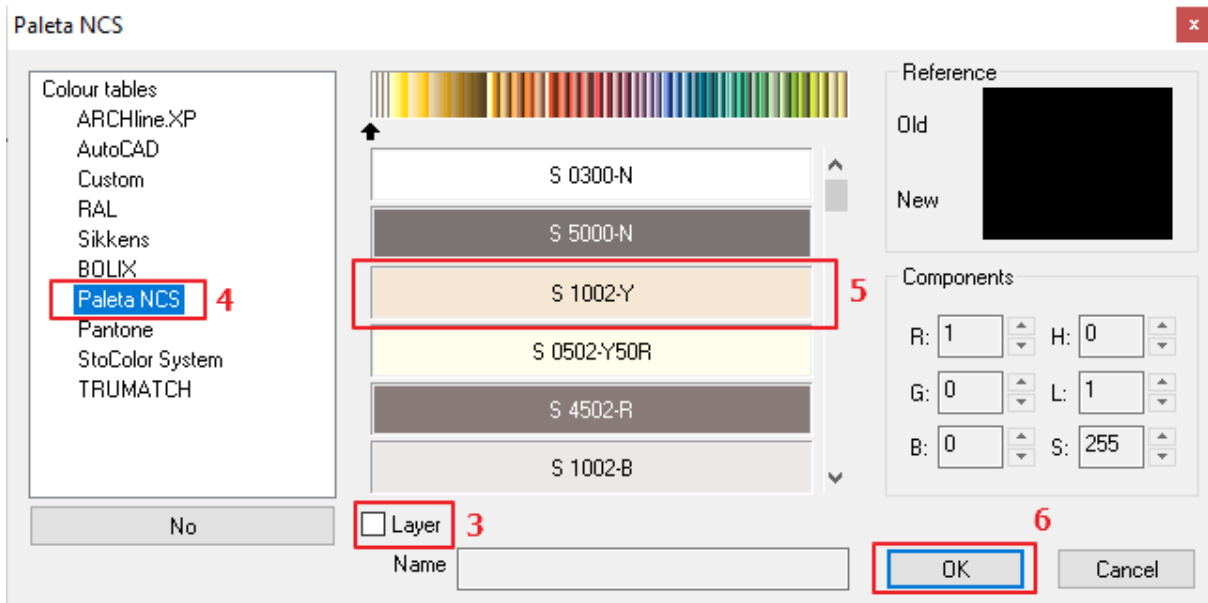 Paleta NCS
x
Colour tables
ARCHline.XP
AutoCAD
Custom
RAL
Sikkens
BOLIX
Paleta NCS 4
Pantone
StoColor System
TRUMATCH
No
S 0300-N
S 5000-N
S 1002-Y 5
S 0502-Y50R
S 4502-R
S 1002-B
Layer 3
Name
Reference
Old
New
Components
R: 1 H: 0
G: 0 L: 1
B: 0 S: 255
6
OK Cancel